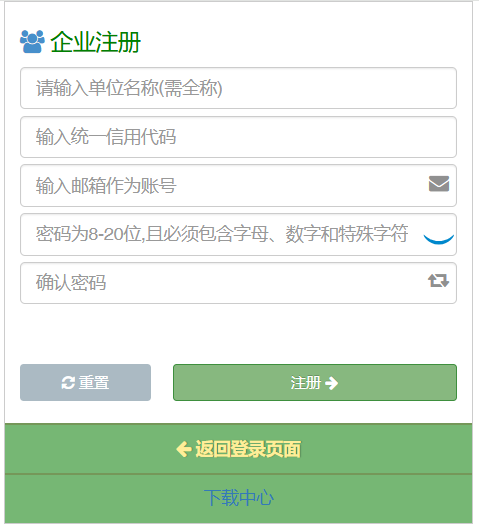 企业注册
请输入单位名称(需全称)
输入统一信用代码
输入邮箱作为账号
密码为8-20位,且必须包含字母、数字和特殊字符
确认密码
重置
注册
返回登录页面
下载中心